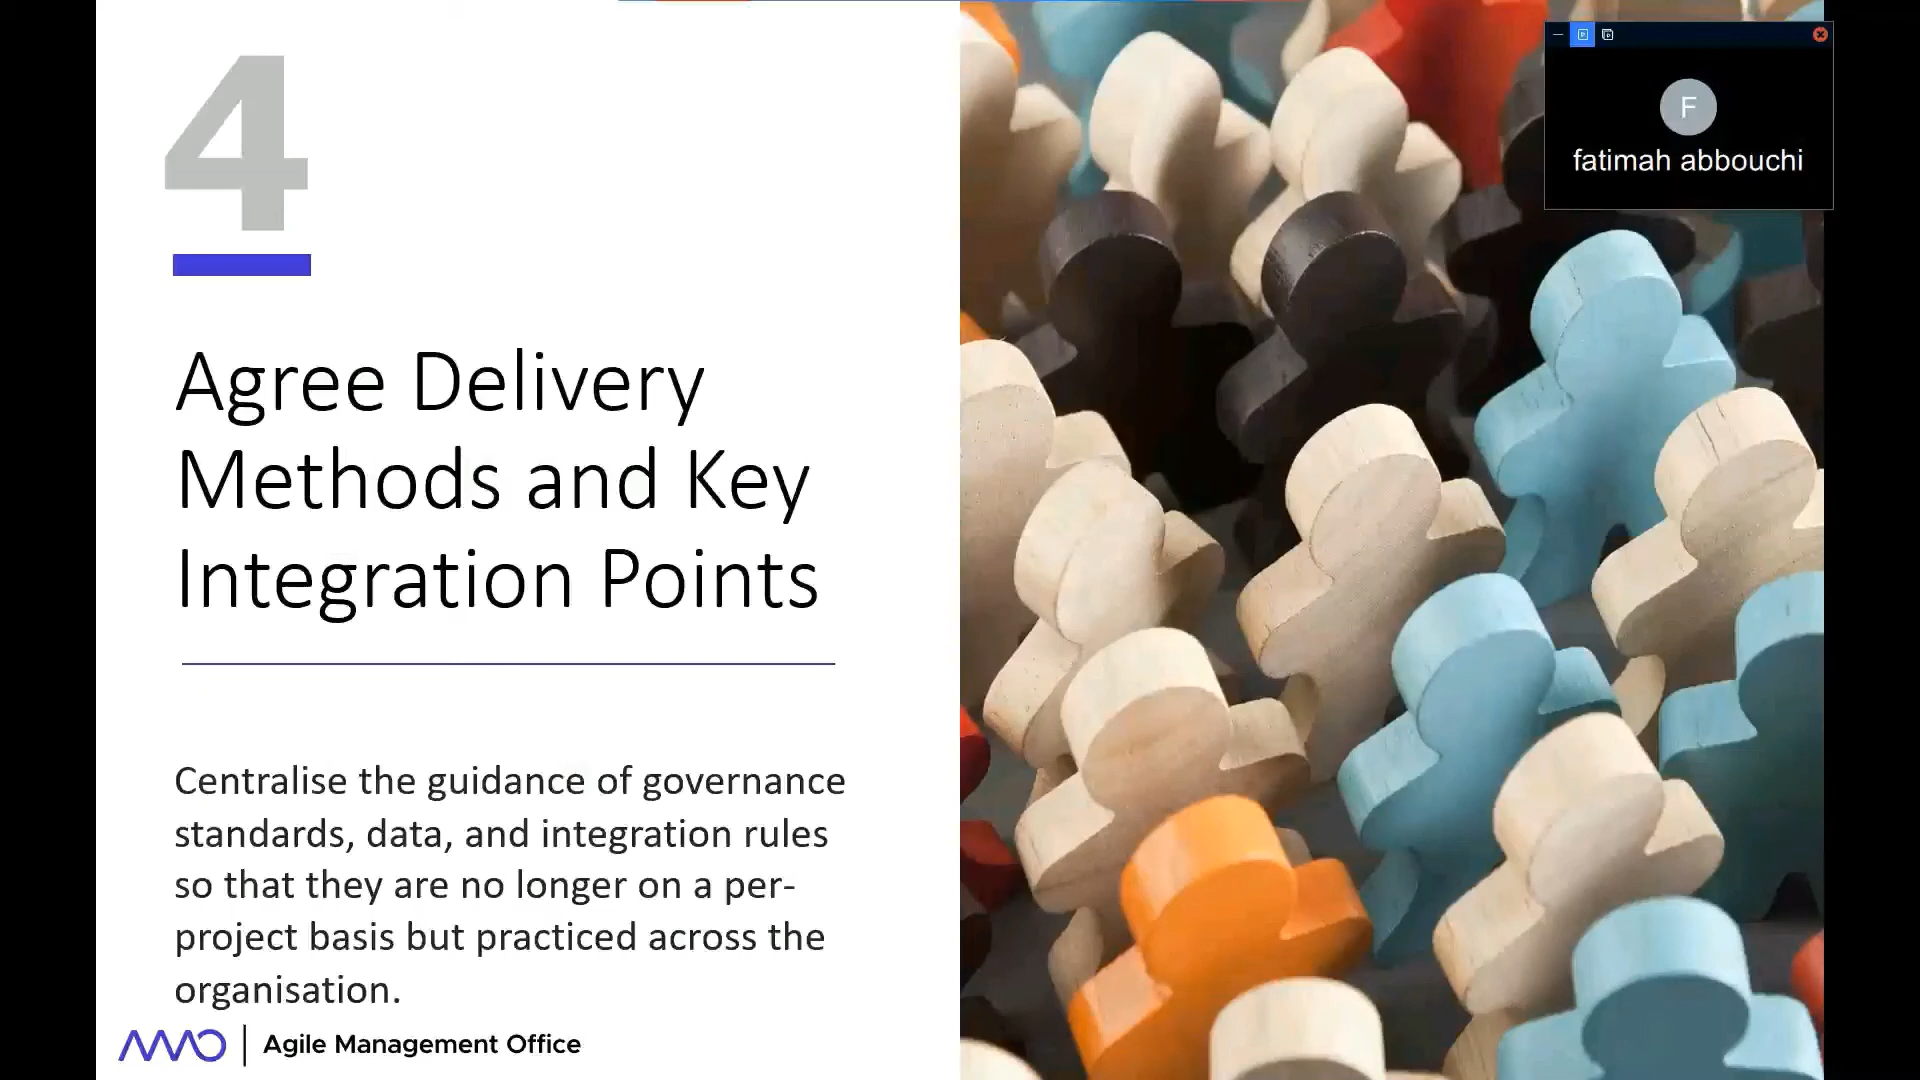 4
Agree Delivery
Methods and Key
Integration Points
Centralise the guidance of governance
standards, data, and integration rules
so that they are no longer on a per-
project basis but practiced across the
organisation.
AMO | Agile Management Office
F
fatimah abbouchi